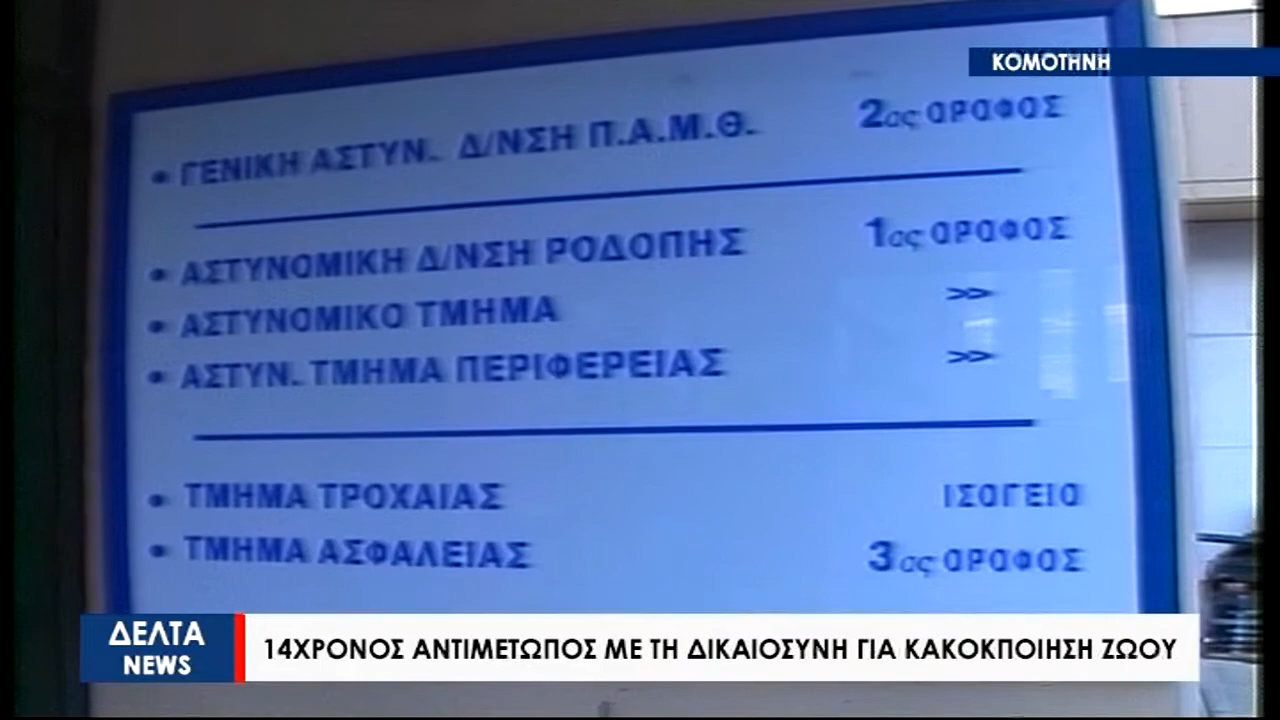 ΚΟΜΟΤΗΝΗ
• ΓΕΝΙΚΗ ΑΣΤΥΝ. Δ/ΝΣΗ Π.Α.Μ.Θ. 2ος ΟΡΟΦΟΣ
• ΑΣΤΥΝΟΜΙΚΗ Δ/ΝΣΗ ΡΟΔΟΠΗΣ 1ος ΟΡΟΦΟΣ
• ΑΣΤΥΝΟΜΙΚΟ ΤΜΗΜΑ >>
• ΑΣΤΥΝ. ΤΜΗΜΑ ΠΕΡΙΦΕΡΕΙΑΣ >>
• ΤΜΗΜΑ ΤΡΟΧΑΙΑΣ ΙΣΟΓΕΙΟ
• ΤΜΗΜΑ ΑΣΦΑΛΕΙΑΣ 3ος ΟΡΟΦΟΣ
ΔΕΛΤΑ
NEWS
14ΧΡΟΝΟΣ ΑΝΤΙΜΕΤΩΠΟΣ ΜΕ ΤΗ ΔΙΚΑΙΟΣΥΝΗ ΓΙΑ ΚΑΚΟΚΠΟΙΗΣΗ ΖΩΟΥ